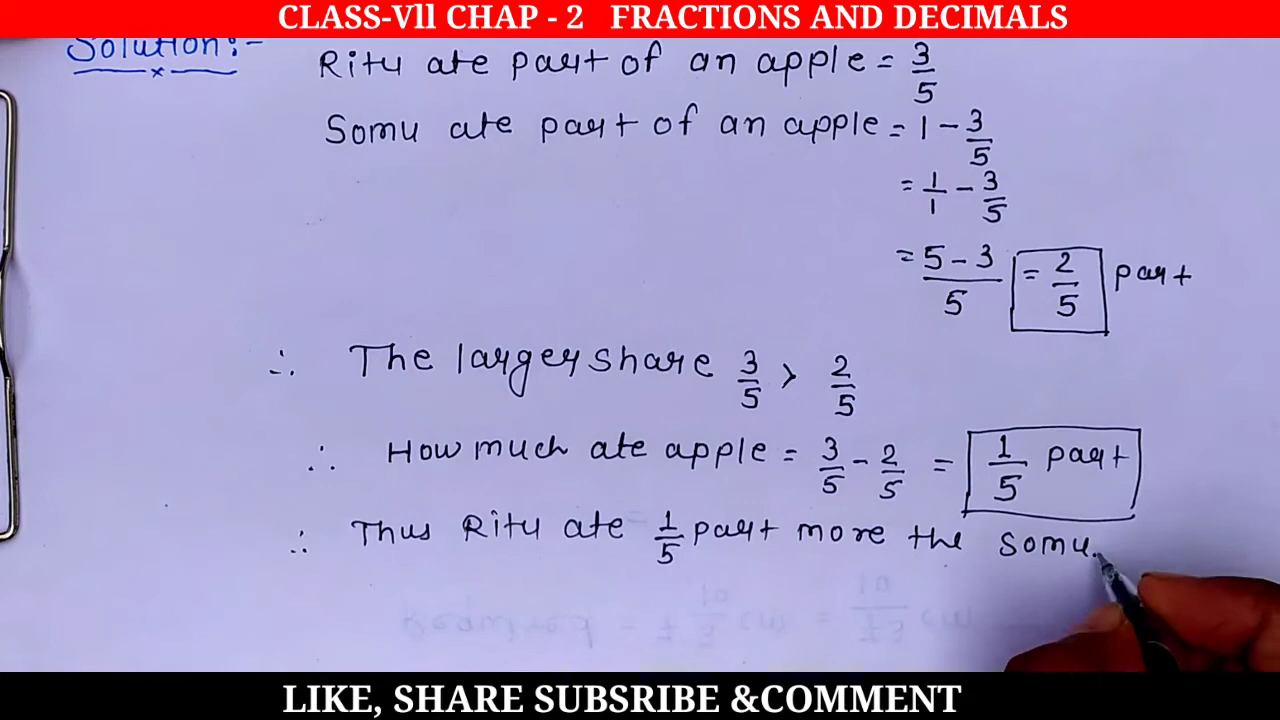 CLASS-Vll CHAP - 2 FRACTIONS AND DECIMALS
Solution:-
Ritu ate part of an apple = 3/5
Somu ate part of an apple = 1 - 3/5
= 1/1 - 3/5
= 5-3/5 = 2/5 part
∴ The larger share 3/5 > 2/5
∴ How much ate apple = 3/5 - 2/5 = 1/5 part
∴ Thus Ritu ate 1/5 part more the Somu.
LIKE, SHARE SUBSRIBE &COMMENT